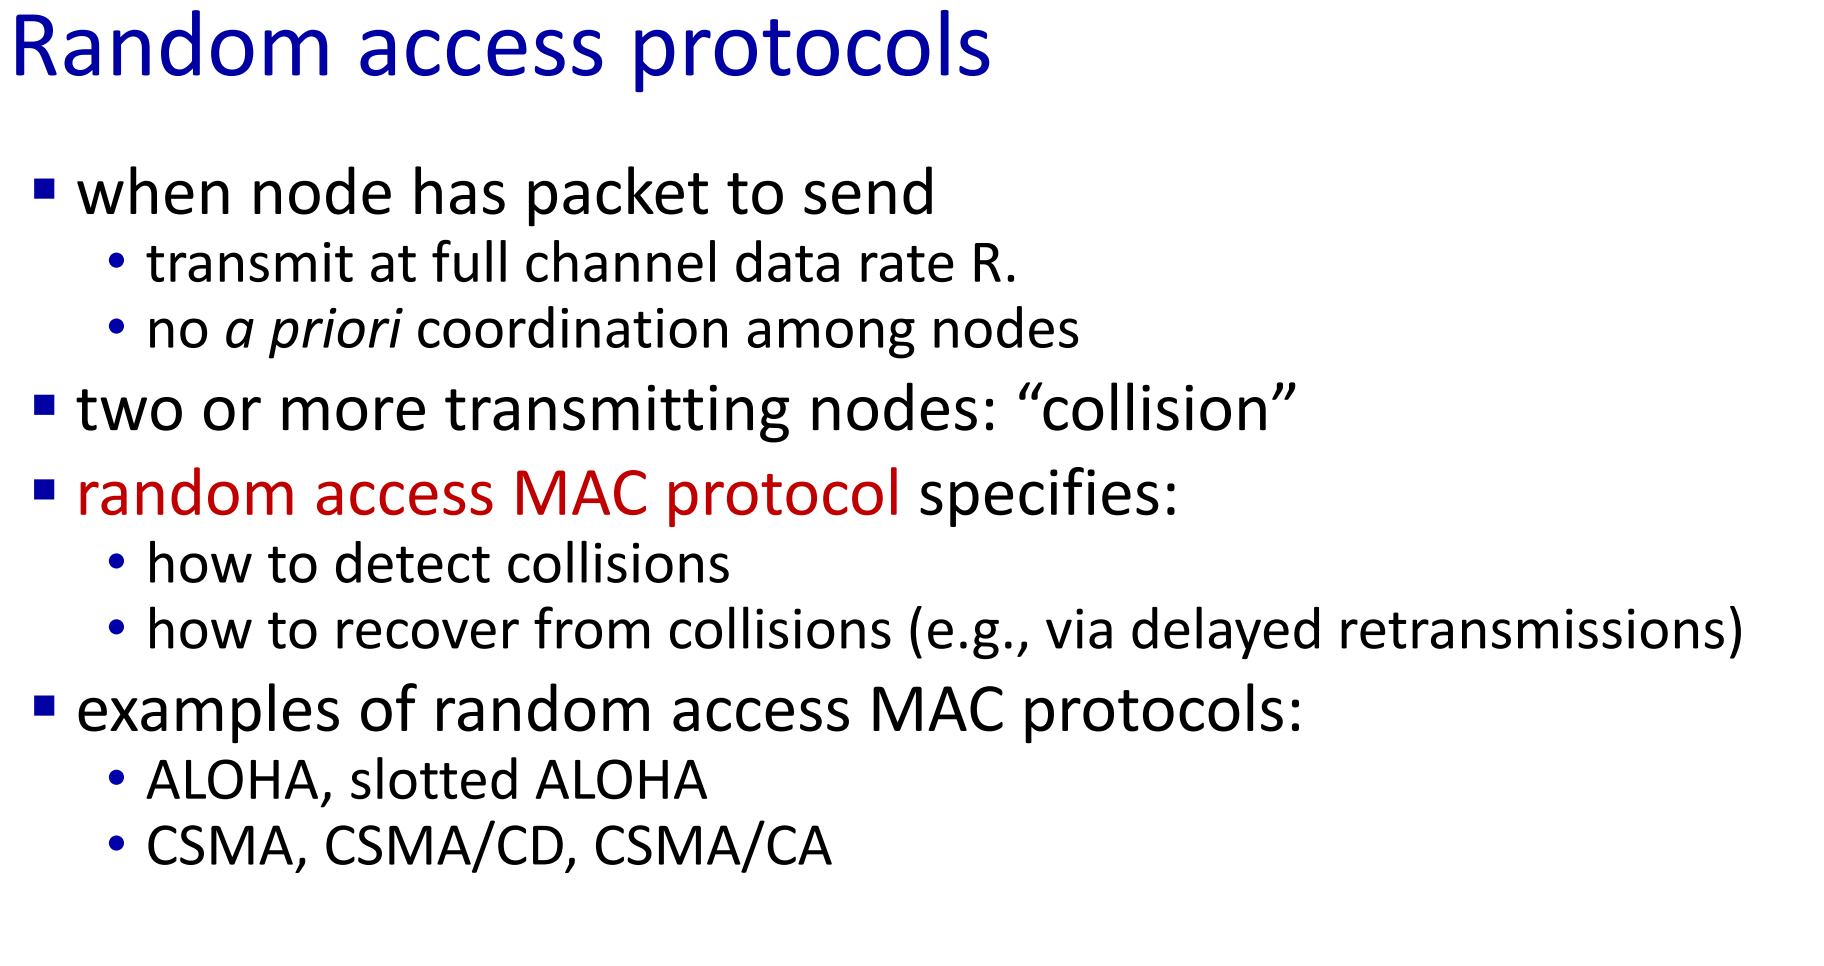 Random access protocols
▪ when node has packet to send
• transmit at full channel data rate R.
• no a priori coordination among nodes
▪ two or more transmitting nodes: “collision”
▪ random access MAC protocol specifies:
• how to detect collisions
• how to recover from collisions (e.g., via delayed retransmissions)
▪ examples of random access MAC protocols:
• ALOHA, slotted ALOHA
• CSMA, CSMA/CD, CSMA/CA